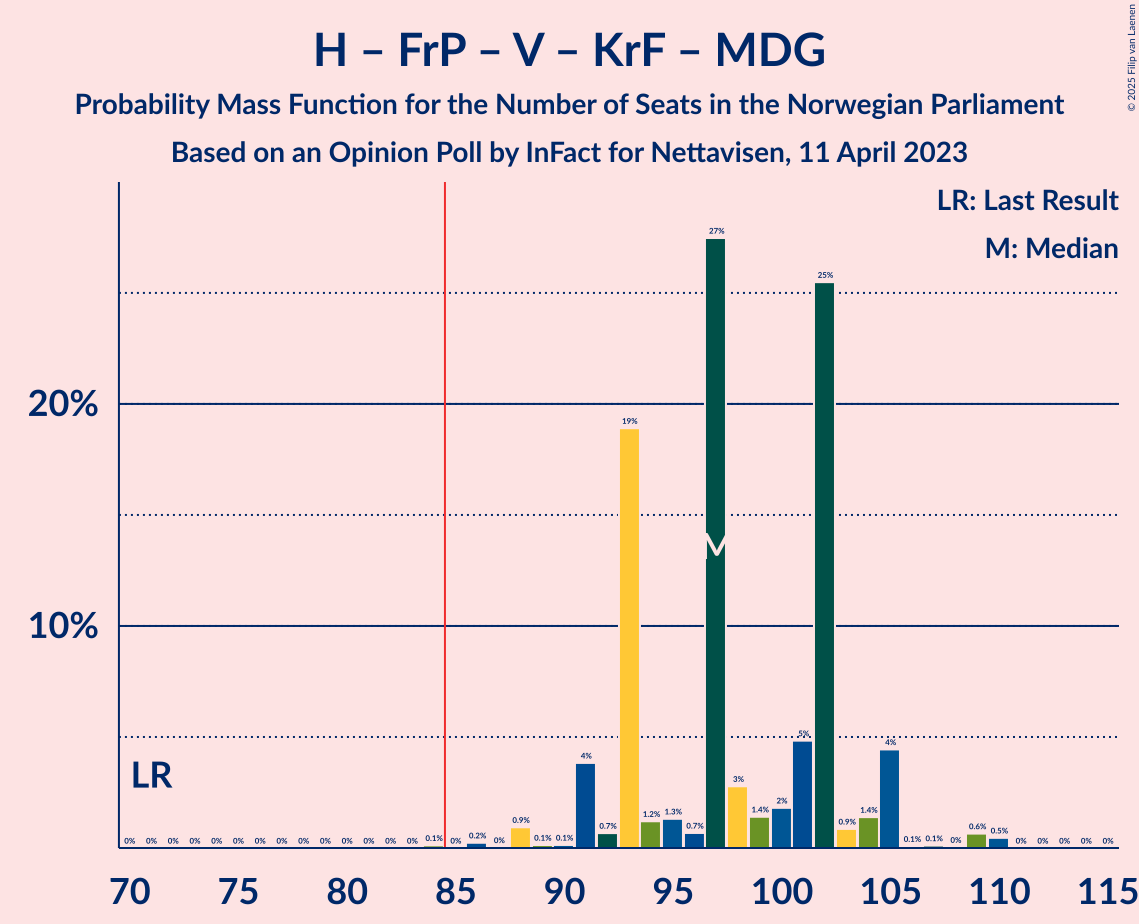 H – FrP – V – KrF – MDG
Probability Mass Function for the Number of Seats in the Norwegian Parliament
Based on an Opinion Poll by InFact for Nettavisen, 11 April 2023
© 2025 Filip van Laenen
LR: Last Result
M: Median
20%
10%
LR
M
0% 0% 0% 0% 0% 0% 0% 0% 0% 0% 0% 0% 0% 0% 0.1% 0% 0.2% 0% 0.9% 0.1% 0.1% 4% 0.7% 19% 1.2% 1.3% 0.7% 27% 3% 1.4% 2% 5% 25% 0.9% 1.4% 4% 0.1% 0.1% 0% 0.6% 0.5% 0% 0% 0% 0% 0%
70 75 80 85 90 95 100 105 110 115